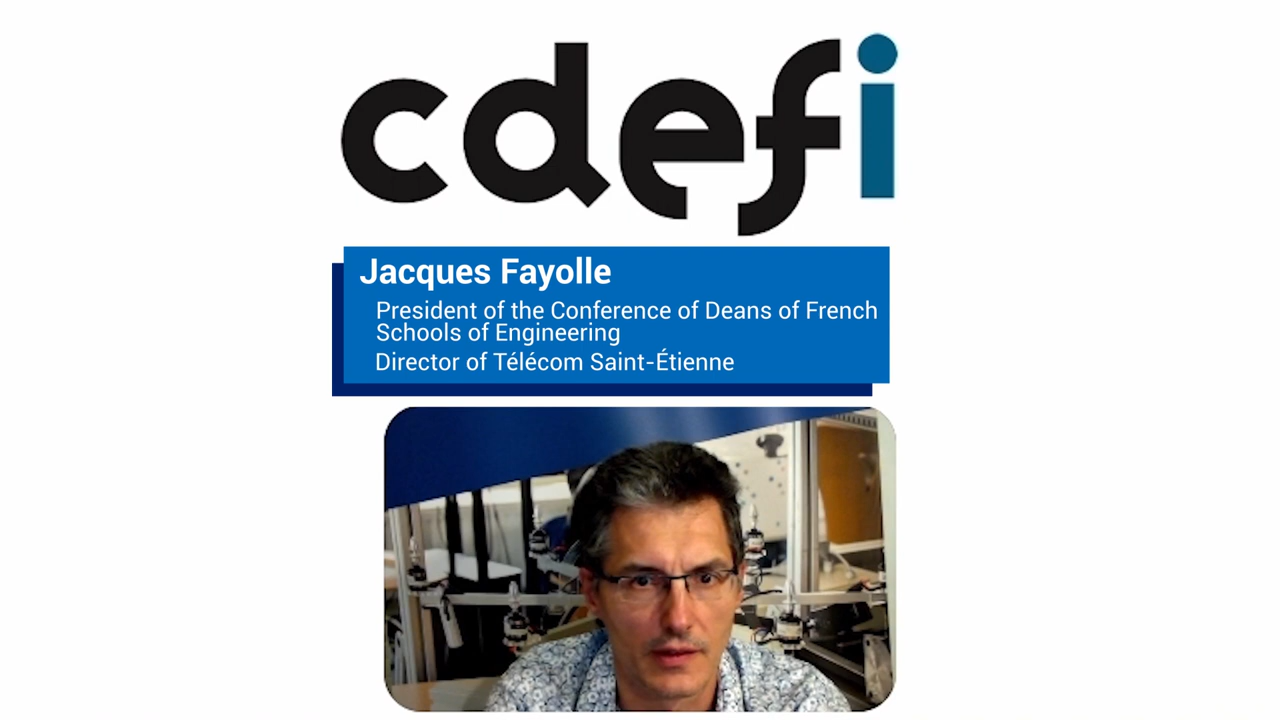 cdefi
Jacques Fayolle
President of the Conference of Deans of French
Schools of Engineering
Director of Télécom Saint-Étienne